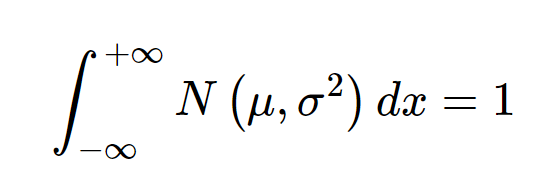 ∫_{-∞}^{+∞} N(μ, σ²) dx = 1